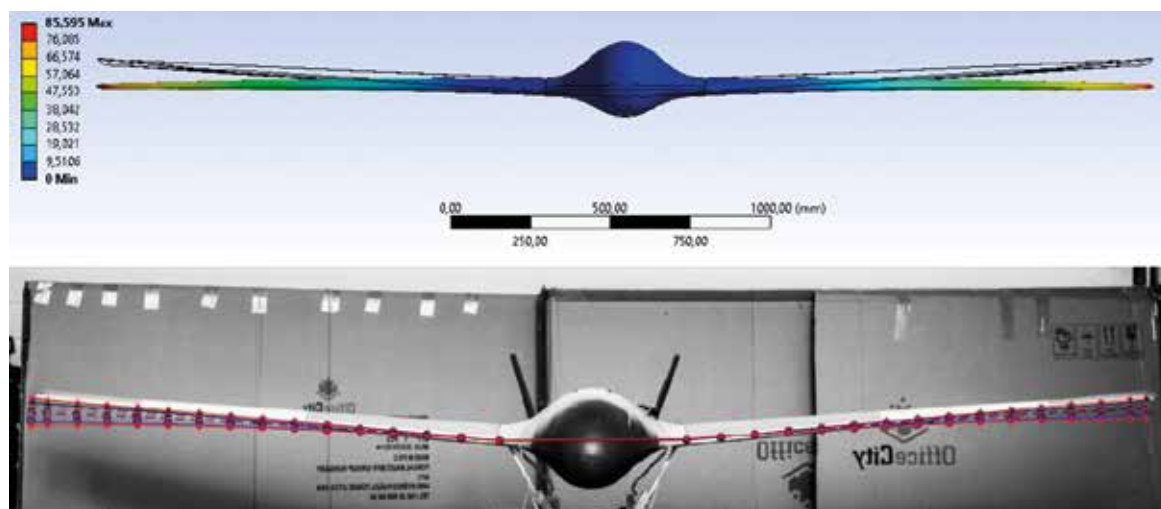 85,595 Max
76,085
66,574
57,064
47,553
38,042
28,532
19,021
9,5106
0 Min
0,00 500,00 1000,00 (mm)
250,00 750,00
OfficeCity
Office
OfficeCity